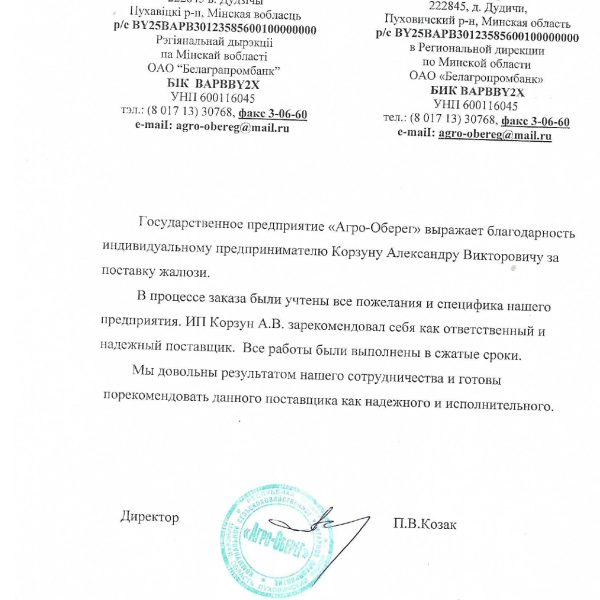 222845 в. Дудзічы
Пухавіцкі р-н, Мінская вобласць
р/с BY25BAPB30123585600100000000
Рэгіянальнай дырэкціі
па Мінскай вобласті
ОАО “Белаграпромбанк”
БІК BAPBBY2X
УНП 600116045
тэл.: (8 017 13) 30768, факс 3-06-60
e-mail: agro-obereg@mail.ru
222845, д. Дудичи,
Пуховичский р-н, Минская область
р/с BY25BAPB30123585600100000000
в Региональной дирекции
по Минской области
ОАО «Белагропромбанк»
БИК BAPBBY2X
УНП 600116045
тел.: (8 017 13) 30768, факс 3-06-60
e-mail: agro-obereg@mail.ru
Государственное предприятие «Агро-Оберег» выражает благодарность
индивидуальному предпринимателю Корзуну Александру Викторовичу за
поставку жалюзи.
В процессе заказа были учтены все пожелания и специфика нашего
предприятия. ИП Корзун А.В. зарекомендовал себя как ответственный и
надежный поставщик. Все работы были выполнены в сжатые сроки.
Мы довольны результатом нашего сотрудничества и готовы
порекомендовать данного поставщика как надежного и исполнительного.
Директор
«Агро-Оберег»
П.В.Козак